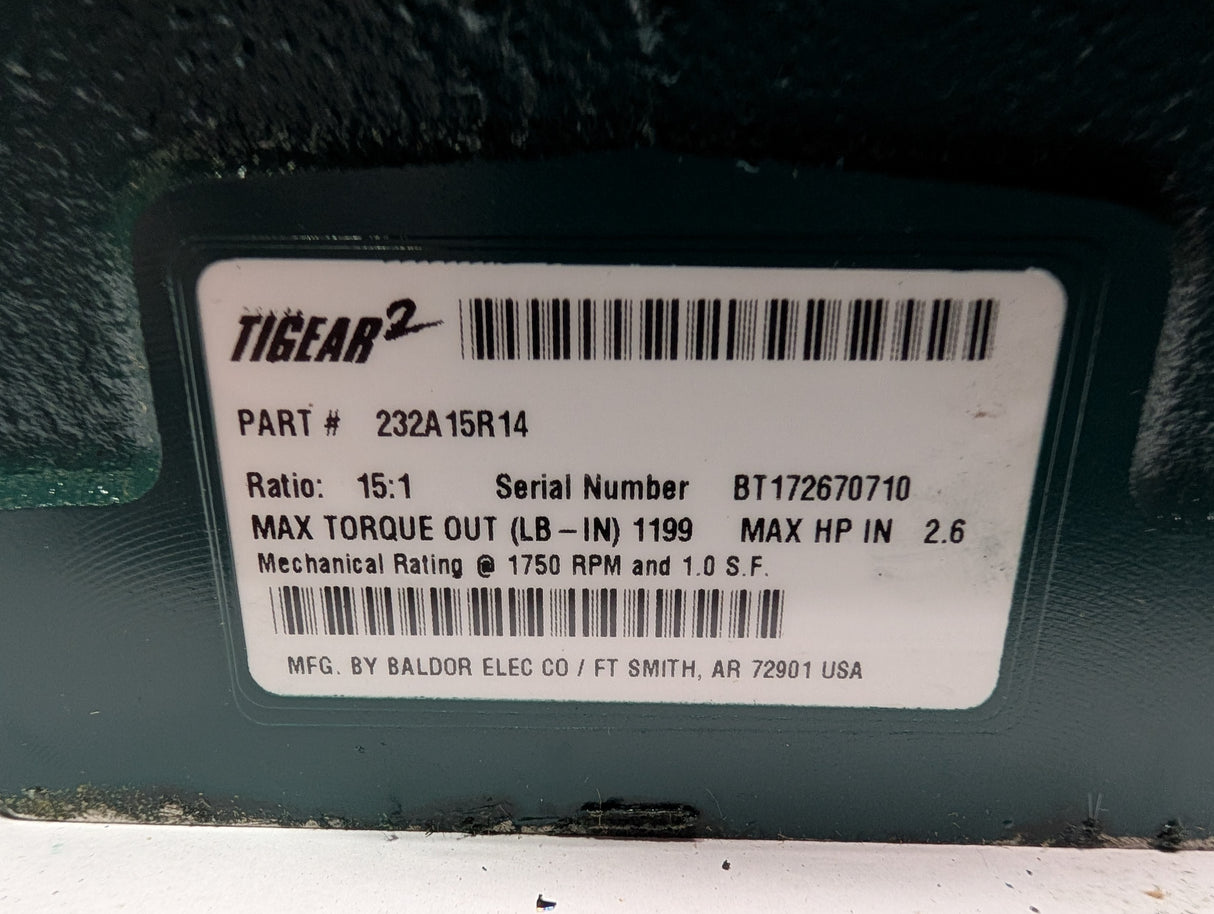 TIGEAR2
PART # 232A15R14
Ratio: 15:1 Serial Number BT172670710
MAX TORQUE OUT (LB-IN) 1199 MAX HP IN 2.6
Mechanical Rating @ 1750 RPM and 1.0 S.F.
MFG. BY BALDOR ELEC CO / FT SMITH, AR 72901 USA